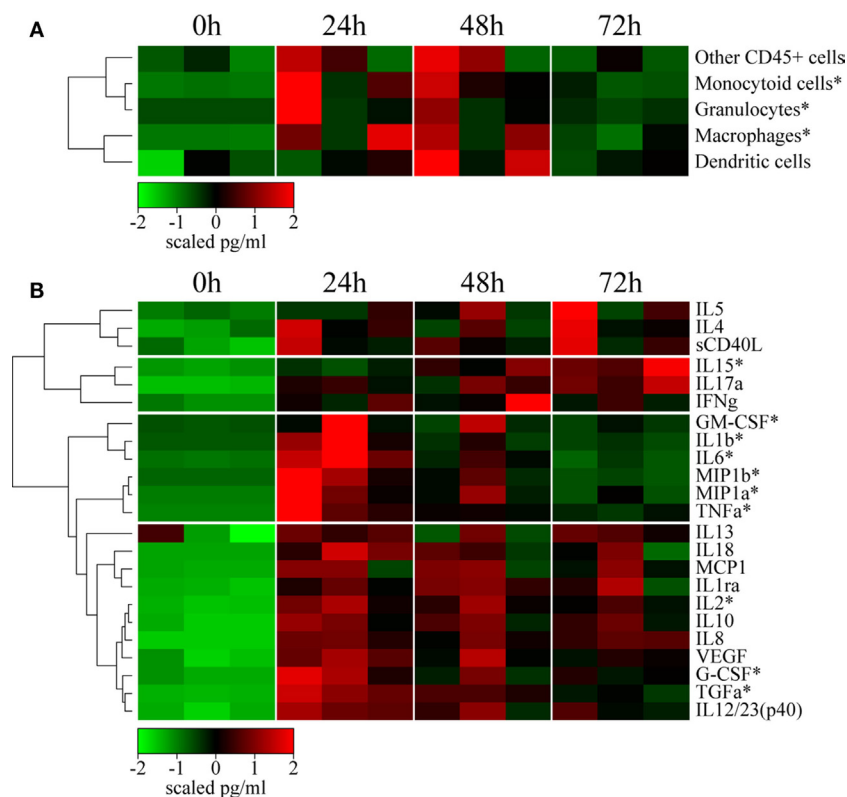 A
0h 24h 48h 72h
Other CD45+ cells
Monocytoid cells*
Granulocytes*
Macrophages*
Dendritic cells
-2 -1 0 1 2
scaled pg/ml
B
0h 24h 48h 72h
IL5
IL4
sCD40L
IL15*
IL17a
IFNg
GM-CSF*
IL1b*
IL6*
MIP1b*
MIP1a*
TNFa*
IL13
IL18
MCP1
IL1ra
IL2*
IL10
IL8
VEGF
G-CSF*
TGFa*
IL12/23(p40)
-2 -1 0 1 2
scaled pg/ml